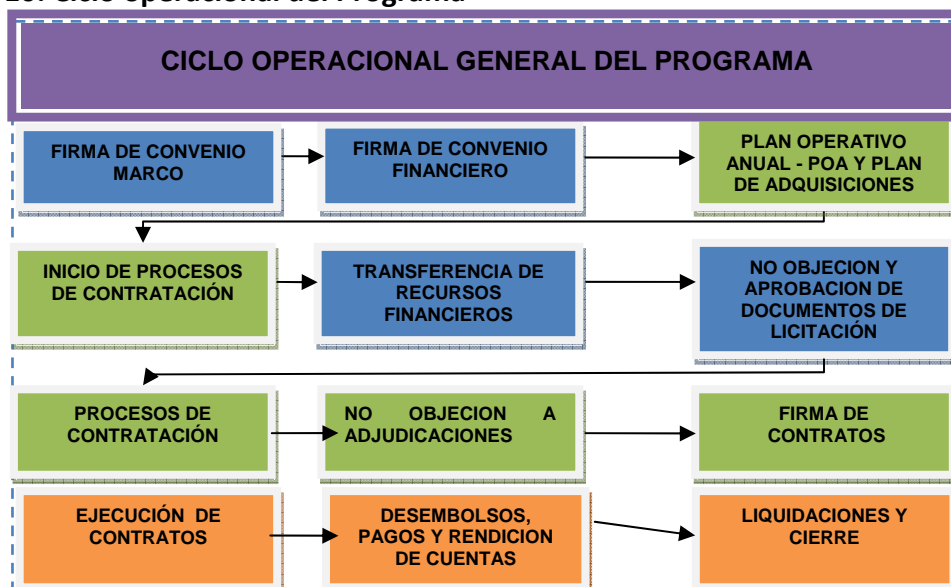 CICLO OPERACIONAL GENERAL DEL PROGRAMA
FIRMA DE CONVENIO
MARCO
FIRMA DE CONVENIO
FINANCIERO
PLAN OPERATIVO
ANUAL - POA Y PLAN
DE ADQUISICIONES
INICIO DE PROCESOS
DE CONTRATACIÓN
TRANSFERENCIA DE
RECURSOS
FINANCIEROS
NO OBJECION Y
APROBACION DE
DOCUMENTOS DE
LICITACIÓN
PROCESOS DE
CONTRATACIÓN
NO OBJECION A
ADJUDICACIONES
FIRMA DE
CONTRATOS
EJECUCIÓN DE
CONTRATOS
DESEMBOLSOS,
PAGOS Y RENDICION
DE CUENTAS
LIQUIDACIONES Y
CIERRE